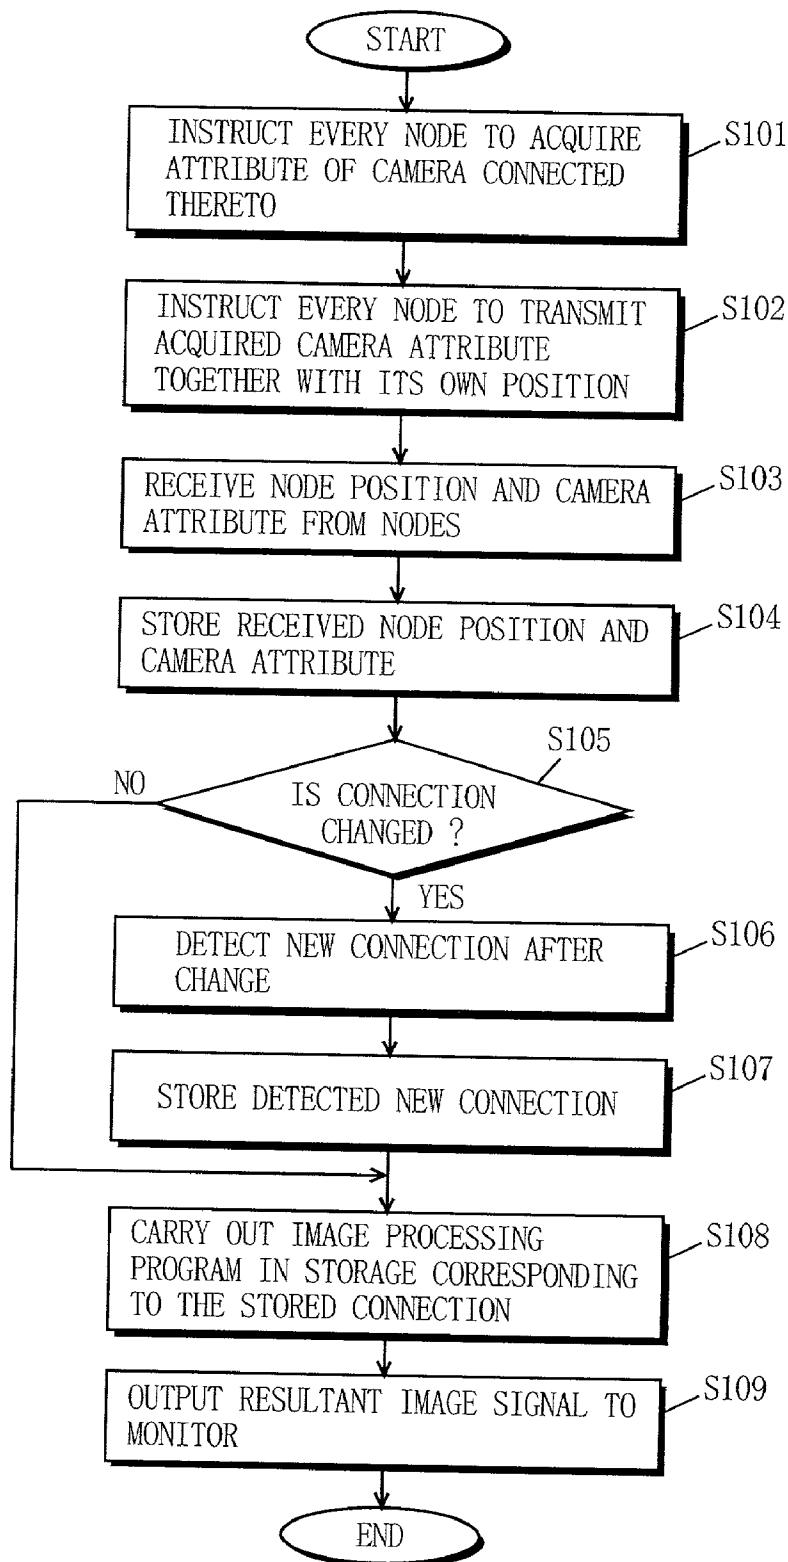 START
INSTRUCT EVERY NODE TO ACQUIRE
ATTRIBUTE OF CAMERA CONNECTED
THERETO
S101
INSTRUCT EVERY NODE TO TRANSMIT
ACQUIRED CAMERA ATTRIBUTE
TOGETHER WITH ITS OWN POSITION
S102
RECEIVE NODE POSITION AND CAMERA
ATTRIBUTE FROM NODES
S103
STORE RECEIVED NODE POSITION AND
CAMERA ATTRIBUTE
S104
S105
NO
IS CONNECTION
CHANGED ?
YES
DETECT NEW CONNECTION AFTER
CHANGE
S106
STORE DETECTED NEW CONNECTION
S107
CARRY OUT IMAGE PROCESSING
PROGRAM IN STORAGE CORRESPONDING
TO THE STORED CONNECTION
S108
OUTPUT RESULTANT IMAGE SIGNAL TO
MONITOR
S109
END